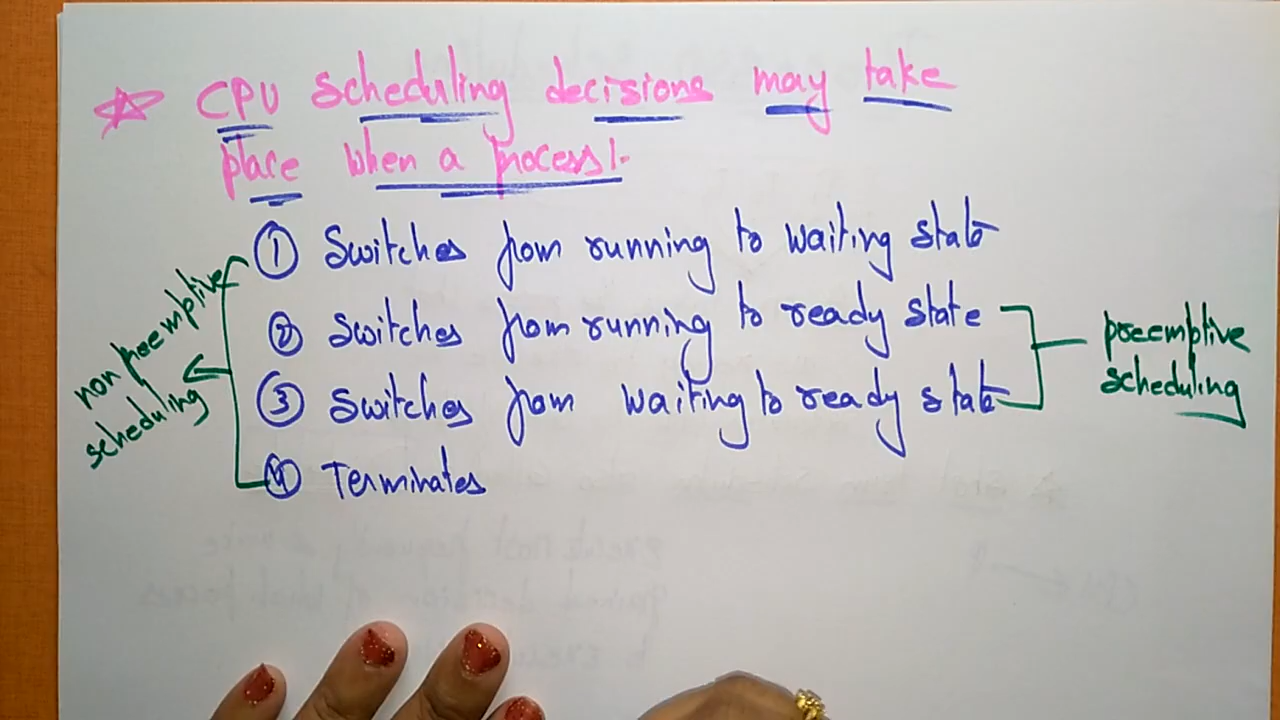 CPU scheduling decisions may take
place when a process:-
① Switches from running to waiting state
② Switches from running to ready state
③ Switches from waiting to ready state
④ Terminates
non preemptive
scheduling
preemptive
scheduling